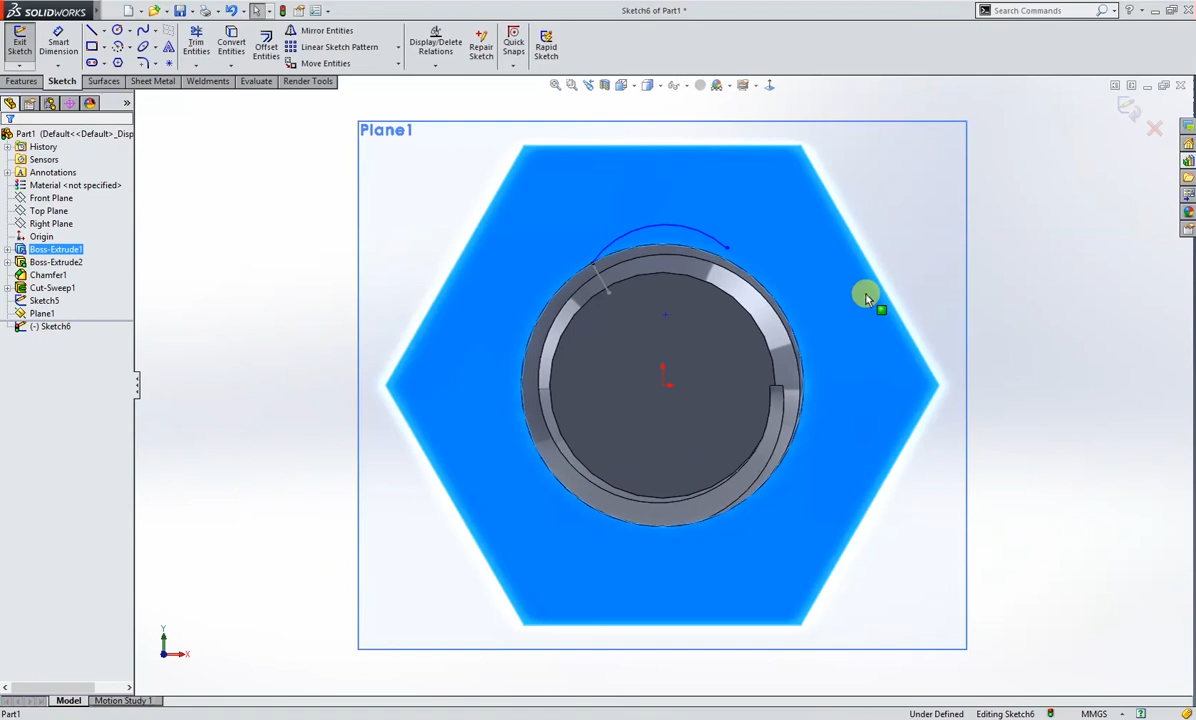 SOLIDWORKS
Sketch6 of Part1 *
Search Commands
Exit Sketch
Smart Dimension
Trim Entities
Convert Entities
Offset Entities
Mirror Entities
Linear Sketch Pattern
Move Entities
Display/Delete Relations
Repair Sketch
Quick Snaps
Rapid Sketch
Features
Sketch
Surfaces
Sheet Metal
Weldments
Evaluate
Render Tools
Part1 (Default<<Default>_Disp
History
Sensors
Annotations
Material <not specified>
Front Plane
Top Plane
Right Plane
Origin
Boss-Extrude1
Boss-Extrude2
Chamfer1
Cut-Sweep1
Sketch5
Plane1
(-) Sketch6
Plane1
Y
X
Model
Motion Study 1
Part1
Under Defined
Editing Sketch6
MMGS